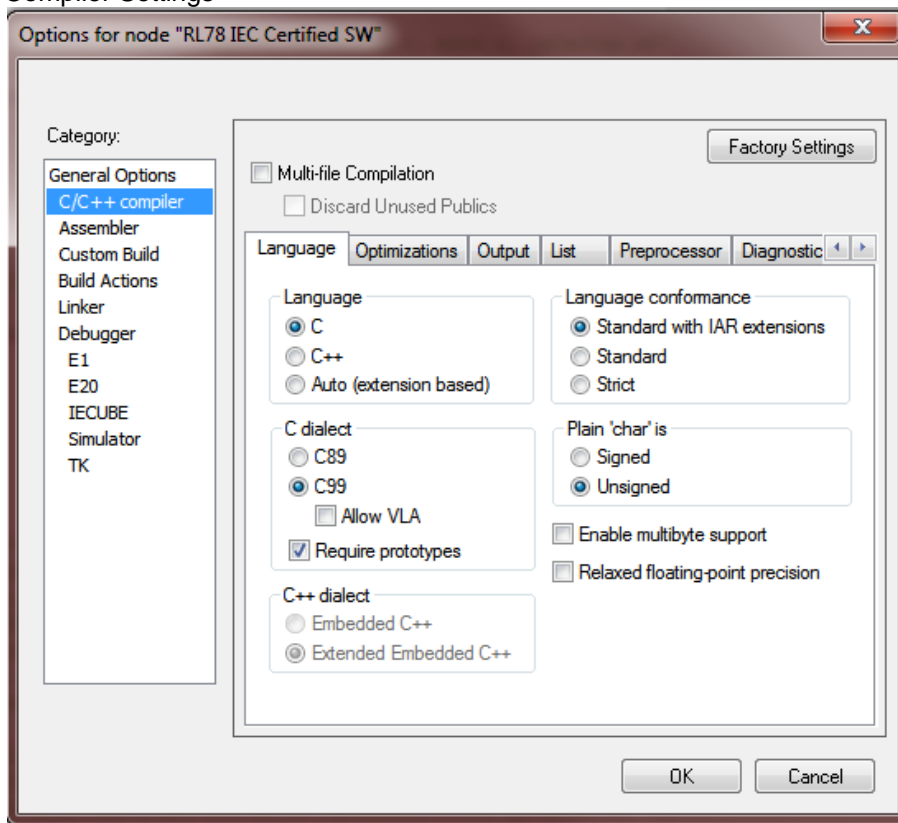 Compiler Settings
Options for node "RL78 IEC Certified SW"
Category:
General Options
C/C++ compiler
Assembler
Custom Build
Build Actions
Linker
Debugger
E1
E20
IECUBE
Simulator
TK
Factory Settings
Multi-file Compilation
Discard Unused Publics
Language Optimizations Output List Preprocessor Diagnostic
Language
C
C++
Auto (extension based)
C dialect
C89
C99
Allow VLA
Require prototypes
C++ dialect
Embedded C++
Extended Embedded C++
Language conformance
Standard with IAR extensions
Standard
Strict
Plain 'char' is
Signed
Unsigned
Enable multibyte support
Relaxed floating-point precision
OK Cancel